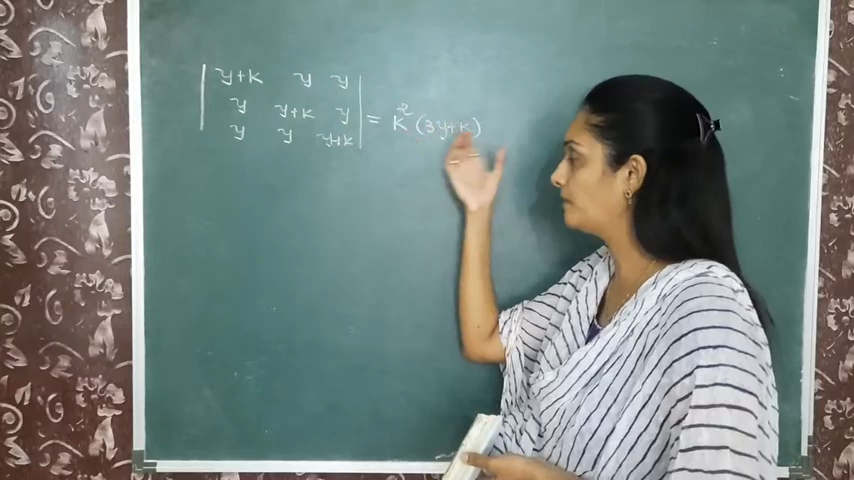 | y+k y y |
| y y+k y | = k²(3y+k)
| y y y+k |